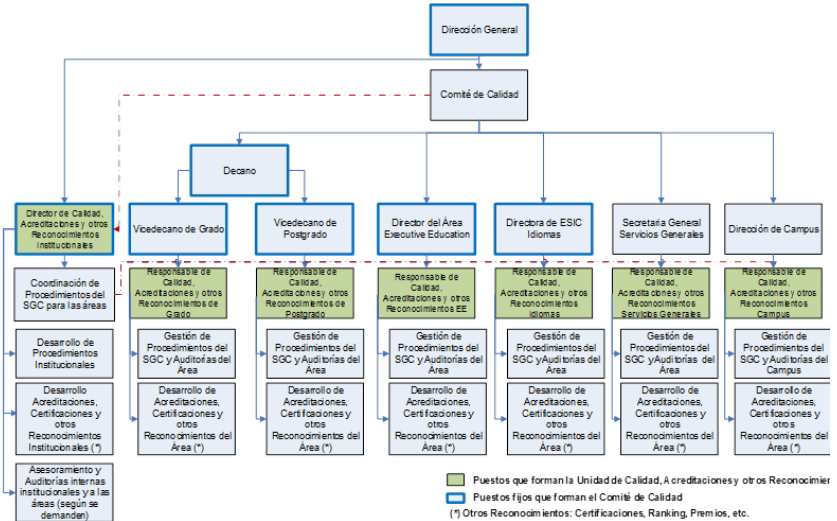 Dirección General
Comité de Calidad
Decano
Director de Calidad,
Acreditaciones y otros
Reconocimientos
Institucionales
Vicedecano de Grado
Vicedecano de
Postgrado
Director del Área
Executive Education
Directora de ESIC
Idiomas
Secretaria General
Servicios Generales
Dirección de Campus
Coordinación de
Procedimientos del
SGC para las áreas
Responsable de
Calidad,
Acreditaciones y otros
Reconocimientos de
Grado
Responsable de
Calidad,
Acreditaciones y otros
Reconocimientos de
Postgrado
Responsable de
Calidad,
Acreditaciones y otros
Reconocimientos EE
Responsable de
Calidad,
Acreditaciones y otros
Reconocimientos
Idiomas
Responsable de
Calidad,
Acreditaciones y otros
Reconocimientos
Servicios Generales
Responsable de
Calidad,
Acreditaciones y otros
Reconocimientos
Campus
Desarrollo de
Procedimientos
Institucionales
Gestión de
Procedimientos del
SGC y Auditorías del
Área
Gestión de
Procedimientos del
SGC y Auditorías del
Área
Gestión de
Procedimientos del
SGC y Auditorías del
Área
Gestión de
Procedimientos del
SGC y Auditorías del
Área
Gestión de
Procedimientos del
SGC y Auditorías del
Área
Gestión de
Procedimientos del
SGC y Auditorías del
Campus
Desarrollo
Acreditaciones,
Certificaciones y
otros
Reconocimientos
Institucionales (*)
Desarrollo de
Acreditaciones,
Certificaciones y
otros
Reconocimientos del
Área (*)
Desarrollo de
Acreditaciones,
Certificaciones y
otros
Reconocimientos del
Área (*)
Desarrollo de
Acreditaciones,
Certificaciones y
otros
Reconocimientos del
Área (*)
Desarrollo de
Acreditaciones,
Certificaciones y
otros
Reconocimientos del
Área (*)
Desarrollo de
Acreditaciones,
Certificaciones y
otros
Reconocimientos del
Área (*)
Desarrollo de
Acreditaciones,
Certificaciones y
otros
Reconocimientos del
Área (*)
Asesoramiento y
Auditorías internas
institucionales y a las
áreas (según se
demanden)
Puestos que forman la Unidad de Calidad, Acreditaciones y otros Reconocimien
Puestos fijos que forman el Comité de Calidad
(*) Otros Reconocimientos: Certificaciones, Ranking, Premios, etc.